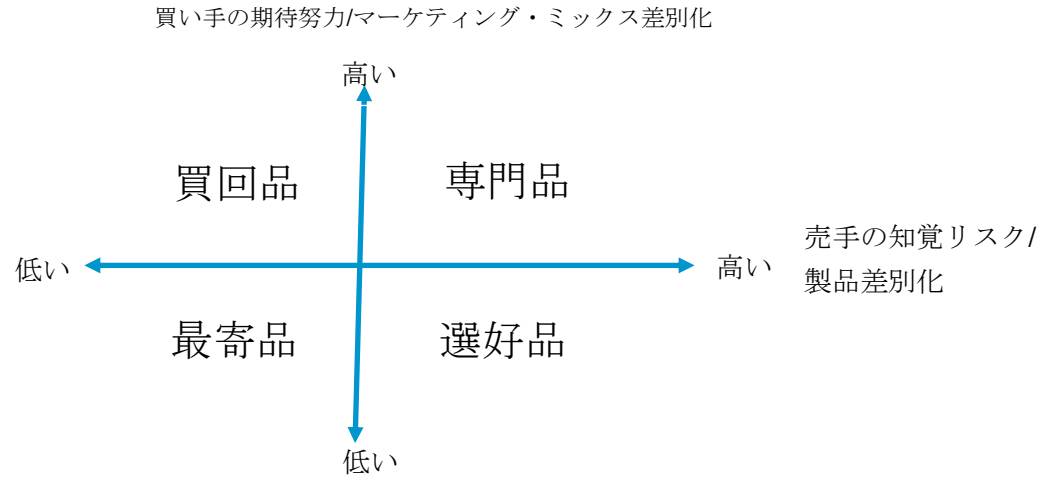 買い手の期待努力/マーケティング・ミックス差別化
高い
買回品
専門品
低い
高い
売手の知覚リスク/
製品差別化
最寄品
選好品
低い